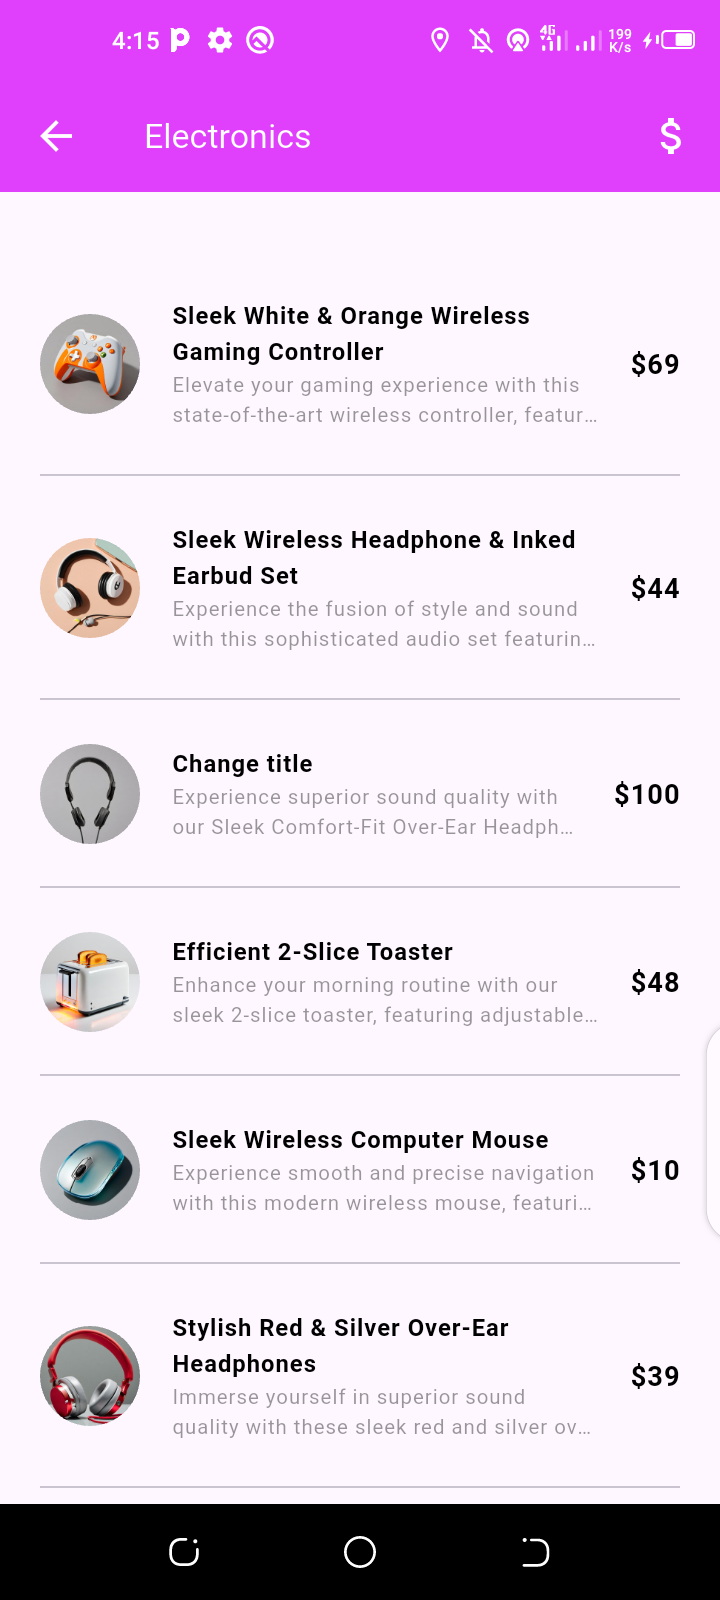 4:15
4G
199
K/s
Electronics
$
Sleek White & Orange Wireless
Gaming Controller
Elevate your gaming experience with this
state-of-the-art wireless controller, featur…
$69
Sleek Wireless Headphone & Inked
Earbud Set
Experience the fusion of style and sound
with this sophisticated audio set featurin…
$44
Change title
Experience superior sound quality with
our Sleek Comfort-Fit Over-Ear Headph…
$100
Efficient 2-Slice Toaster
Enhance your morning routine with our
sleek 2-slice toaster, featuring adjustable…
$48
Sleek Wireless Computer Mouse
Experience smooth and precise navigation
with this modern wireless mouse, featuri…
$10
Stylish Red & Silver Over-Ear
Headphones
Immerse yourself in superior sound
quality with these sleek red and silver ov…
$39